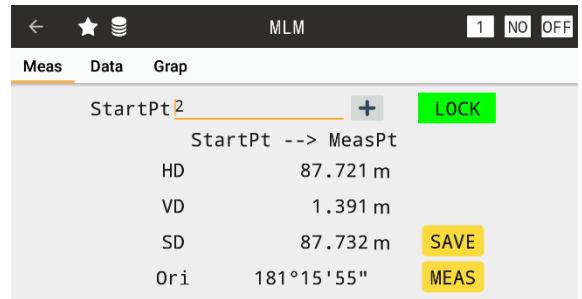 MLM 1 NO OFF
Meas Data Grap
StartPt 2 + LOCK
StartPt --> MeasPt
HD 87.721 m
VD 1.391 m
SD 87.732 m SAVE
Ori 181°15'55" MEAS